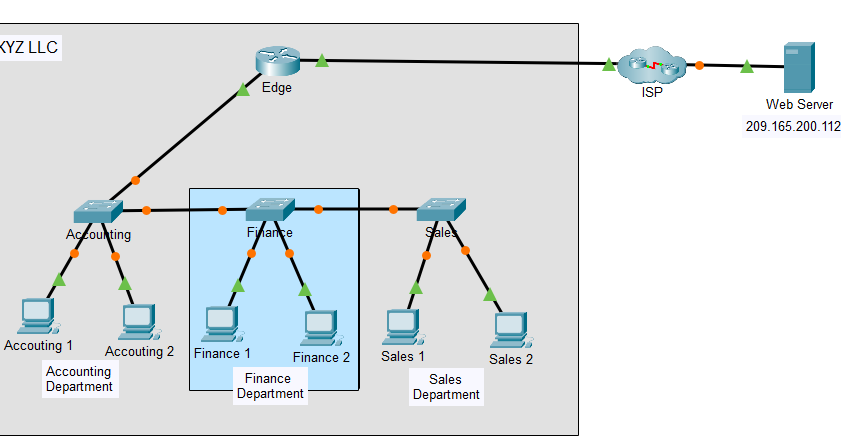 XYZ LLC
Edge
ISP
Web Server
209.165.200.112
Accounting
Finance
Sales
Accouting 1
Accouting 2
Finance 1
Finance 2
Sales 1
Sales 2
Accounting
Department
Finance
Department
Sales
Department